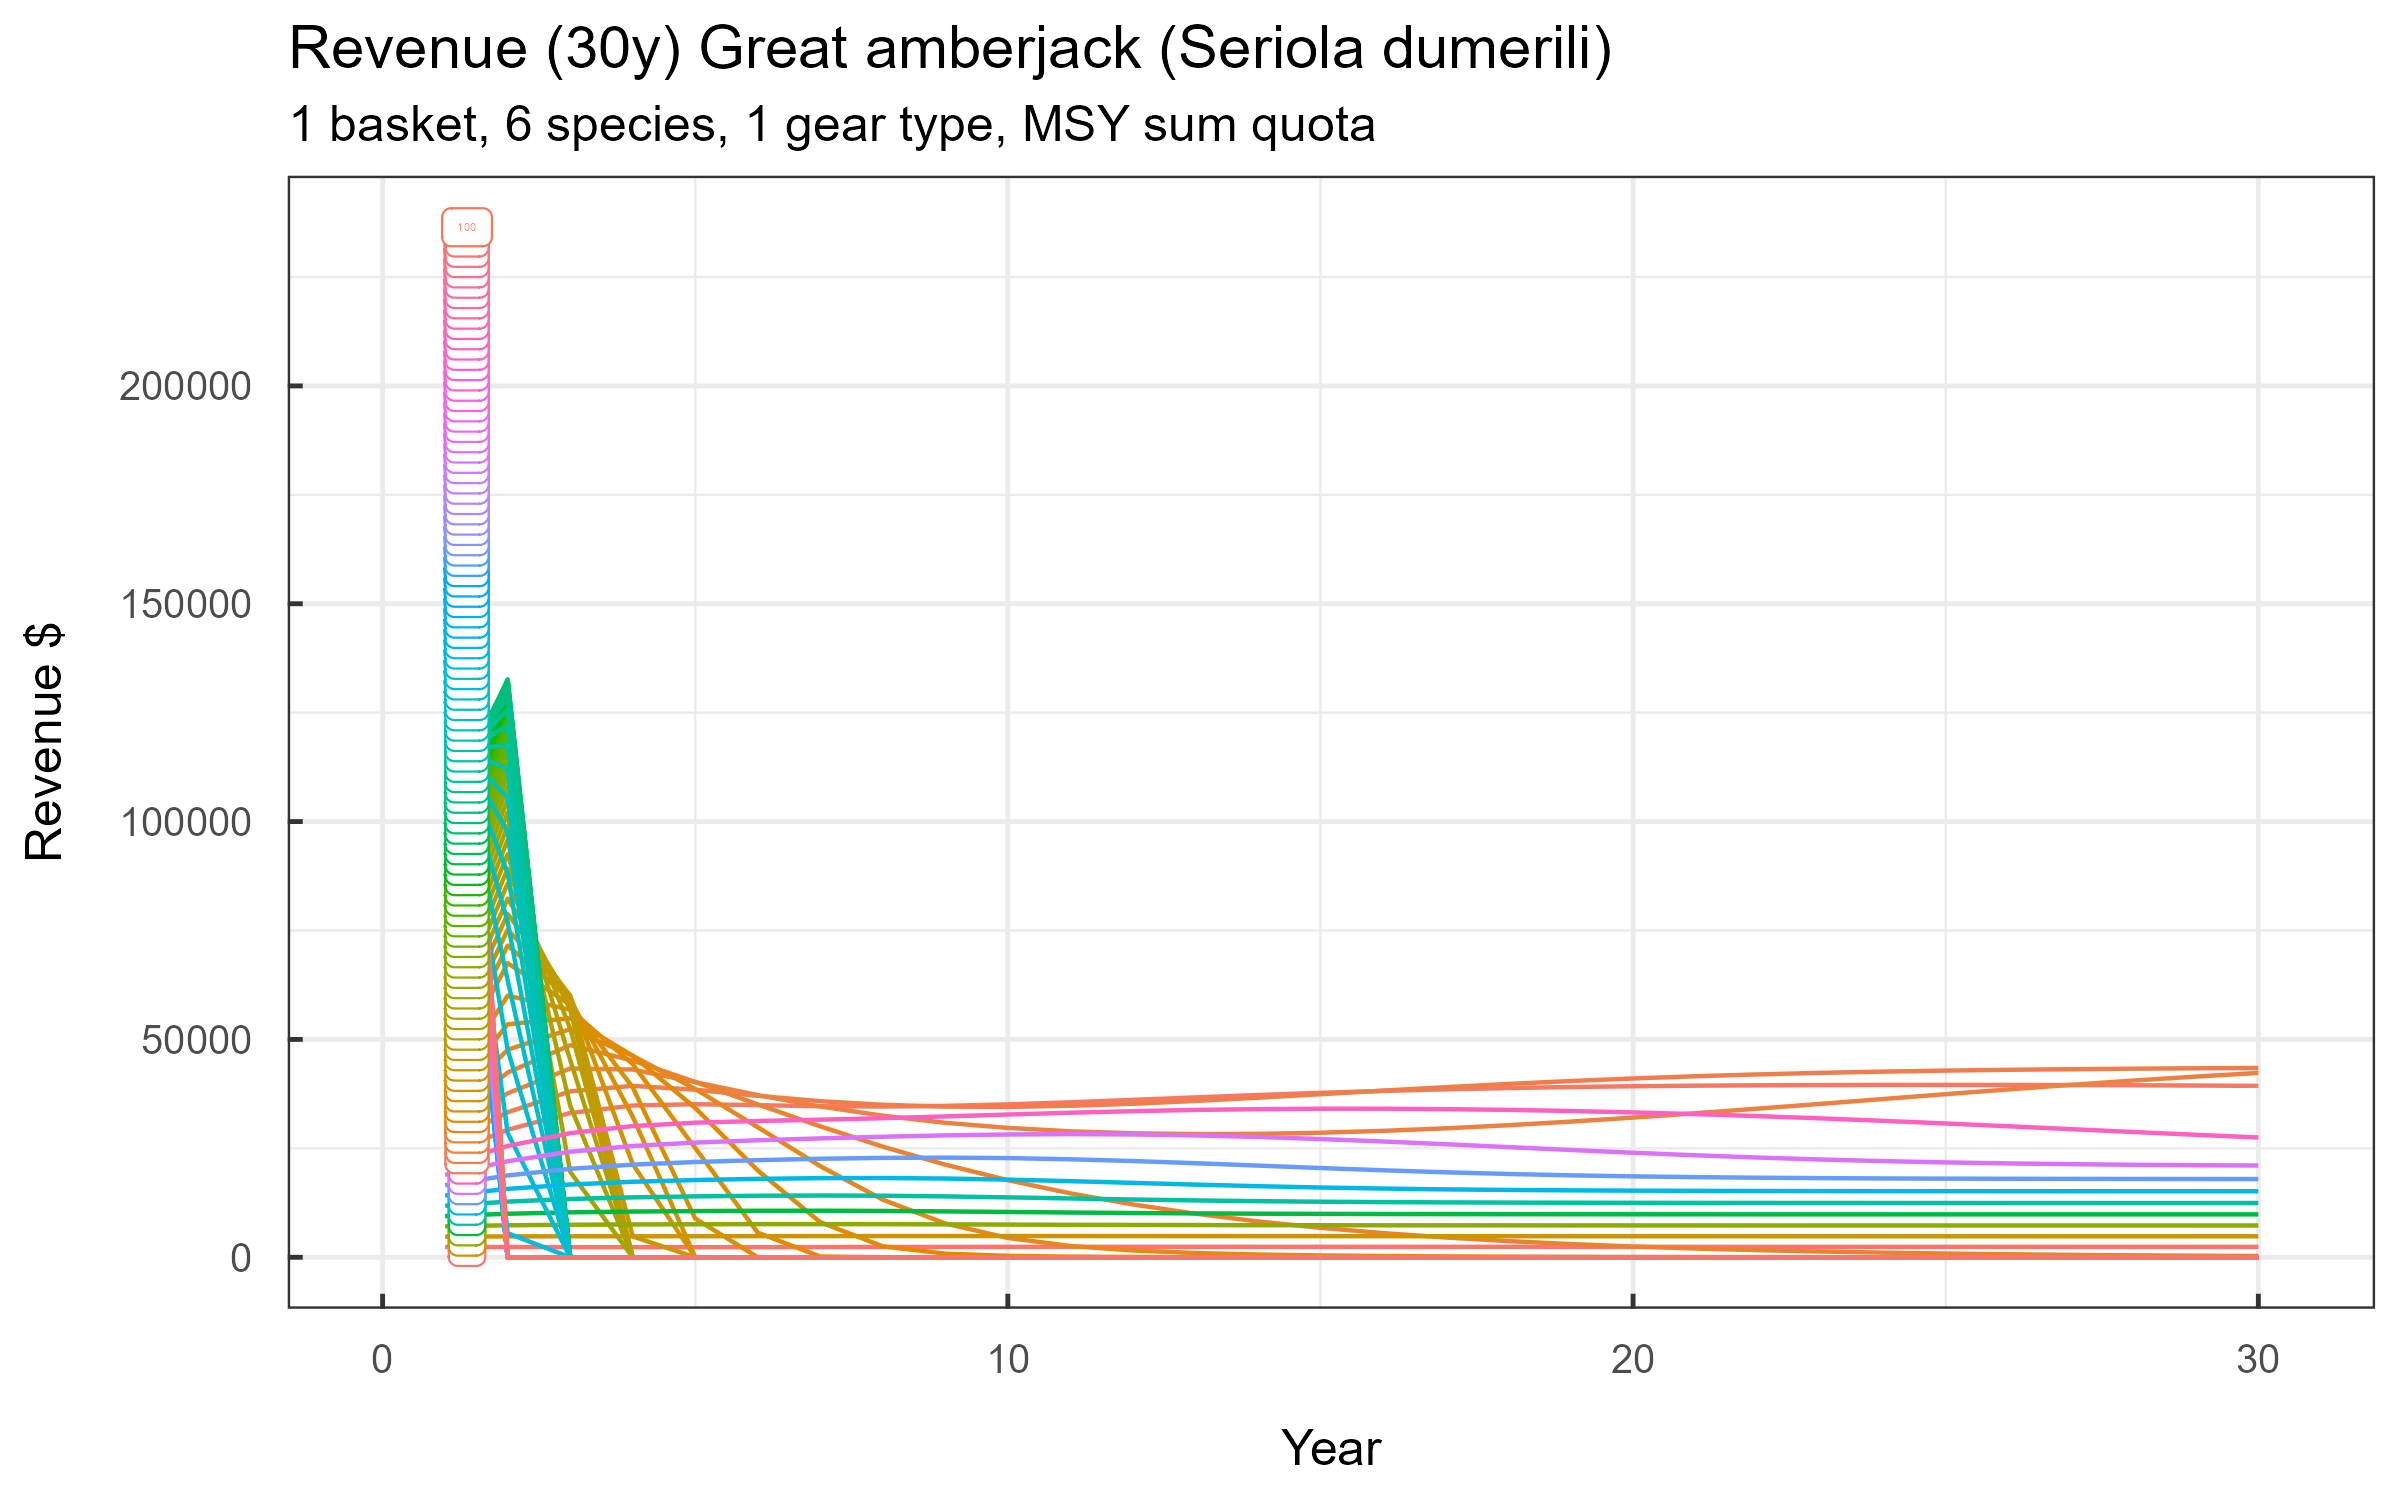 Revenue (30y) Great amberjack (Seriola dumerili)
1 basket, 6 species, 1 gear type, MSY sum quota
100
200000
150000
100000
50000
0
Revenue $
0 10 20 30
Year